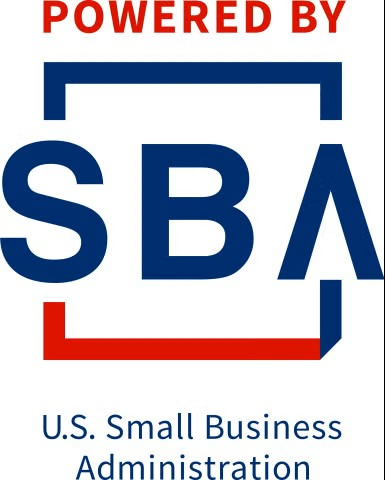 POWERED BY
SBA
U.S. Small Business
Administration